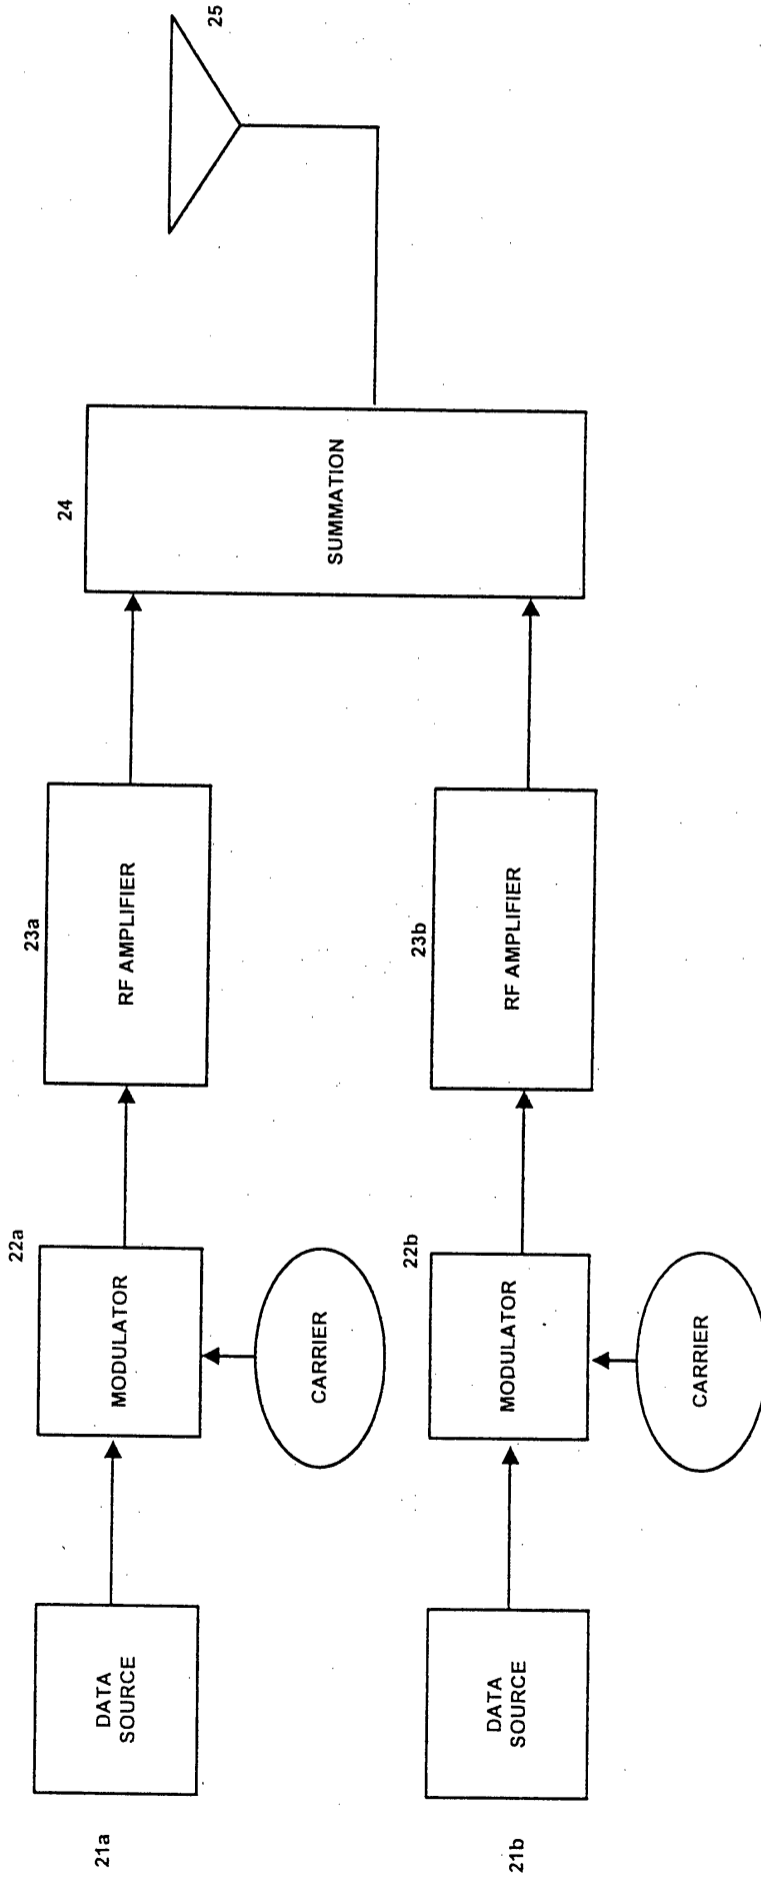 21a
DATA
SOURCE
22a
MODULATOR
CARRIER
23a
RF AMPLIFIER
24
SUMMATION
25
21b
DATA
SOURCE
22b
MODULATOR
CARRIER
23b
RF AMPLIFIER